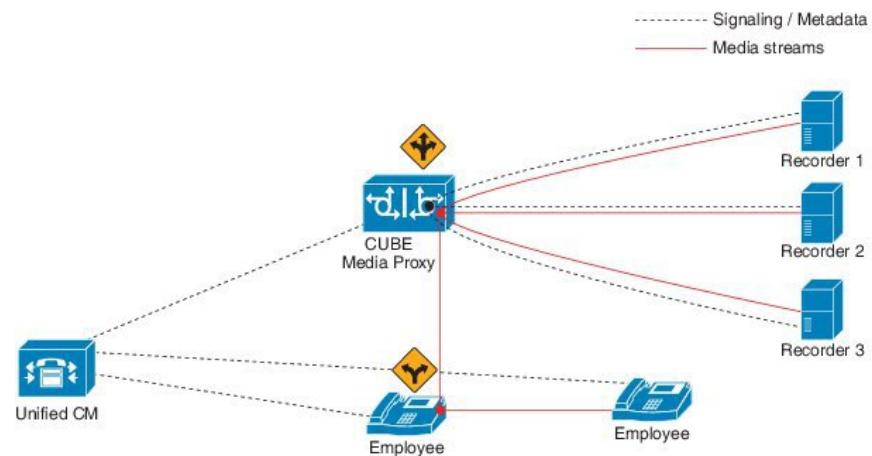 Signaling / Metadata
Media streams
Recorder 1
CUBE
Media Proxy
Recorder 2
Recorder 3
Unified CM
Employee
Employee